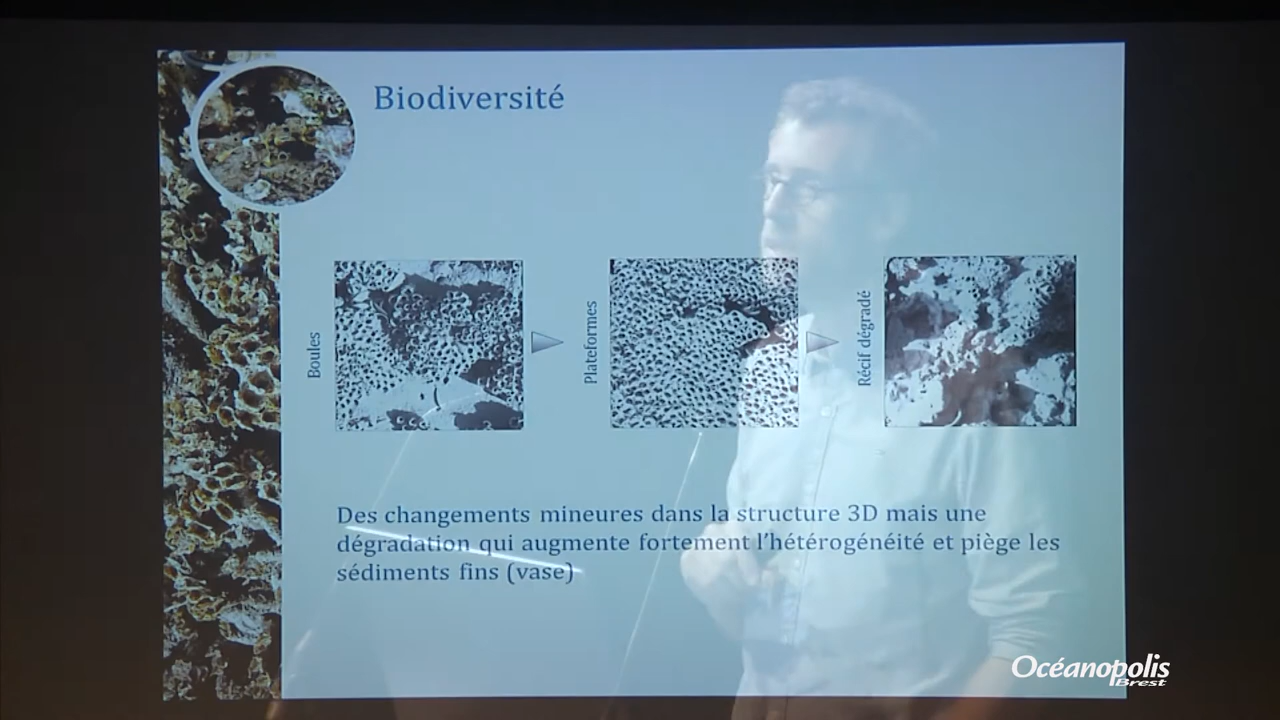 Biodiversité
Boules
Plateformes
Récif dégradé
Des changements mineures dans la structure 3D mais une
dégradation qui augmente fortement l'hétérogénéité et piège les
sédiments fins (vase)
Océanopolis
Brest